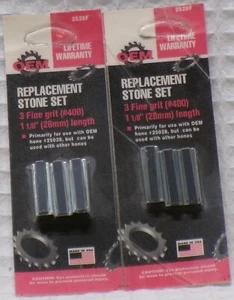 2520F
LIFETIME
WARRANTY
OEM
REPLACEMENT
STONE SET
3 Fine grit (#400)
1 1/8" (28mm) length
• Primarily for use with OEM
hone #25028, but can be
used with other hones
MADE IN USA
LIFETIME
WARRANTY
OEM
REPLACEMENT
STONE SET
3 Fine grit (#400)
1 1/8" (28mm) length
• Primarily for use with OEM
hone #25028, but can be
used with other hones
MADE IN USA